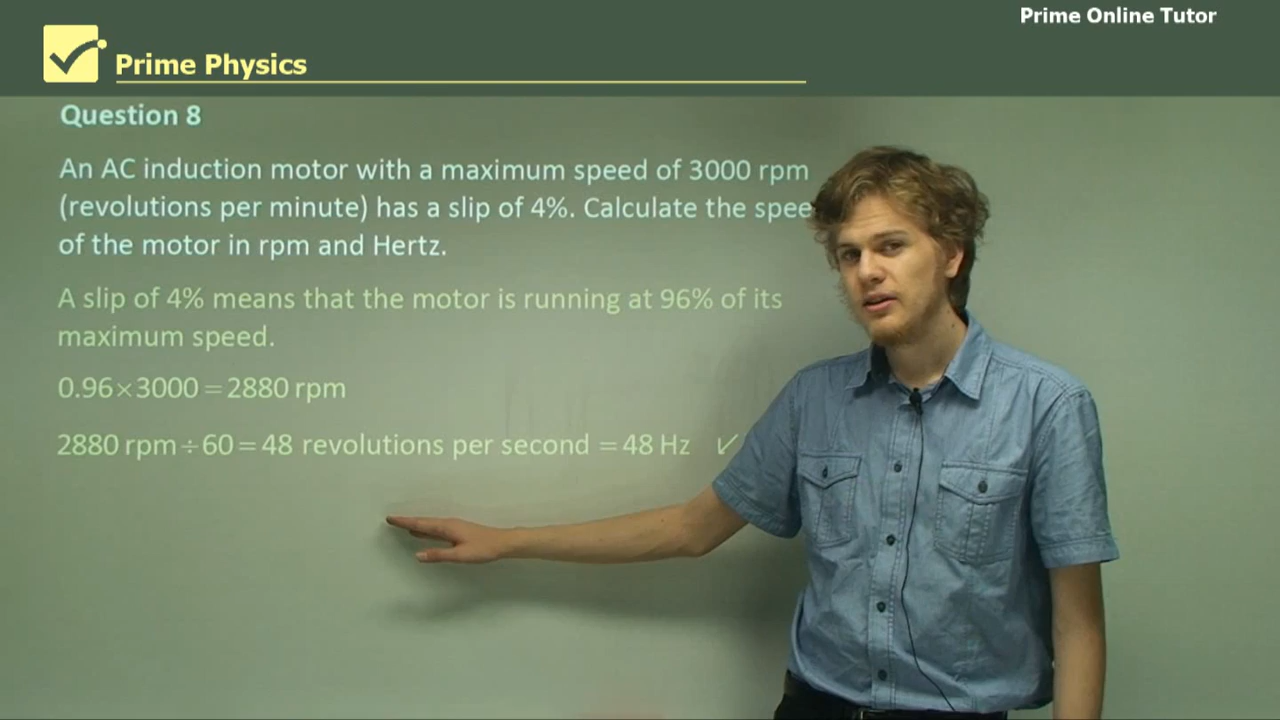 Prime Online Tutor
Prime Physics
Question 8
An AC induction motor with a maximum speed of 3000 rpm
(revolutions per minute) has a slip of 4%. Calculate the spee
of the motor in rpm and Hertz.
A slip of 4% means that the motor is running at 96% of its
maximum speed.
0.96×3000=2880 rpm
2880 rpm÷60=48 revolutions per second =48 Hz ✓